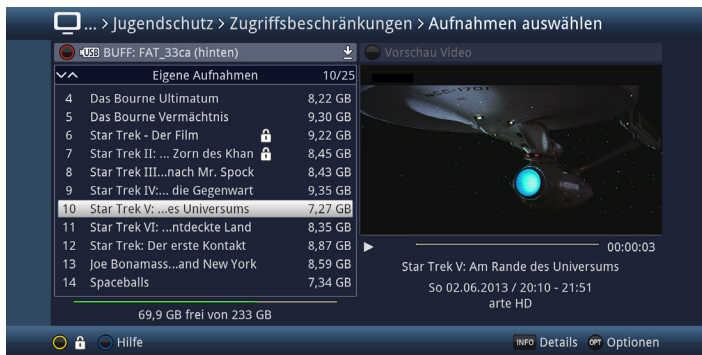 ... > Jugendschutz > Zugriffsbeschränkungen > Aufnahmen auswählen
USB BUFF: FAT_33ca (hinten)
Vorschau Video
Eigene Aufnahmen 10/25
4 Das Bourne Ultimatum 8,22 GB
5 Das Bourne Vermächtnis 9,30 GB
6 Star Trek - Der Film 9,22 GB
7 Star Trek II: ... Zorn des Khan 8,45 GB
8 Star Trek III...nach Mr. Spock 8,43 GB
9 Star Trek IV:... die Gegenwart 9,35 GB
10 Star Trek V: ...es Universums 7,27 GB
11 Star Trek VI: ...ntdeckte Land 8,35 GB
12 Star Trek: Der erste Kontakt 8,87 GB
13 Joe Bonamass...and New York 8,59 GB
14 Spaceballs 7,34 GB
69,9 GB frei von 233 GB
NCC-1701
00:00:03
Star Trek V: Am Rande des Universums
So 02.06.2013 / 20:10 - 21:51
arte HD
Hilfe
INFO Details OPT Optionen